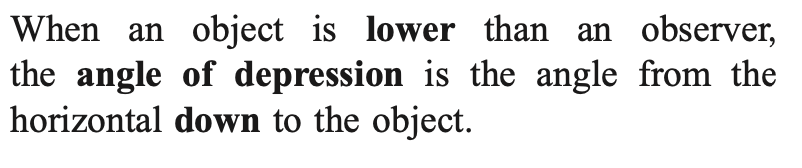 When an object is lower than an observer,
the angle of depression is the angle from the
horizontal down to the object.